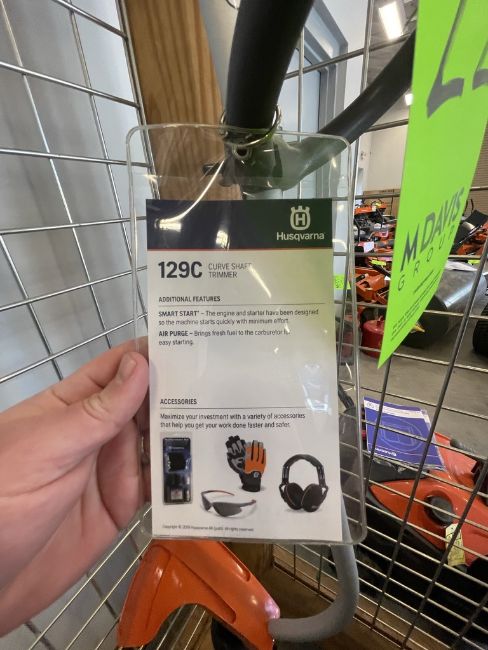 Husqvarna
129C CURVE SHAFT
TRIMMER
ADDITIONAL FEATURES
SMART START™ – The engine and starter have been designed
so the machine starts quickly with minimum effort.
AIR PURGE – Brings fresh fuel to the carburetor for
easy starting.
ACCESSORIES
Maximize your investment with a variety of accessories
that help you get your work done faster and safer.
M DAVIS
GROUP